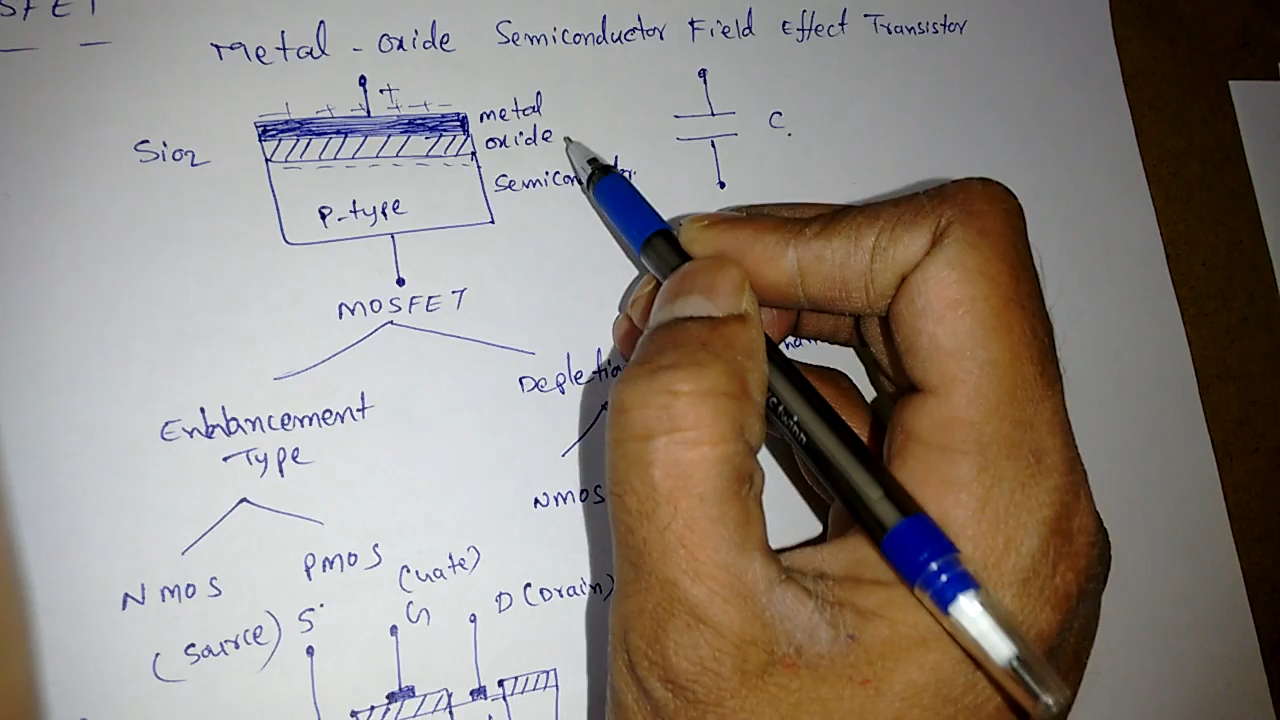 SFET
Metal - oxide Semiconductor Field Effect Transistor
+ + + + + + -
metal
oxide
SiO2
C.
P-type
MOSFET
Enhancement
Type
NMOS
NMOS
PMOS
(Gate)
(Source) S
G
D (Drain)